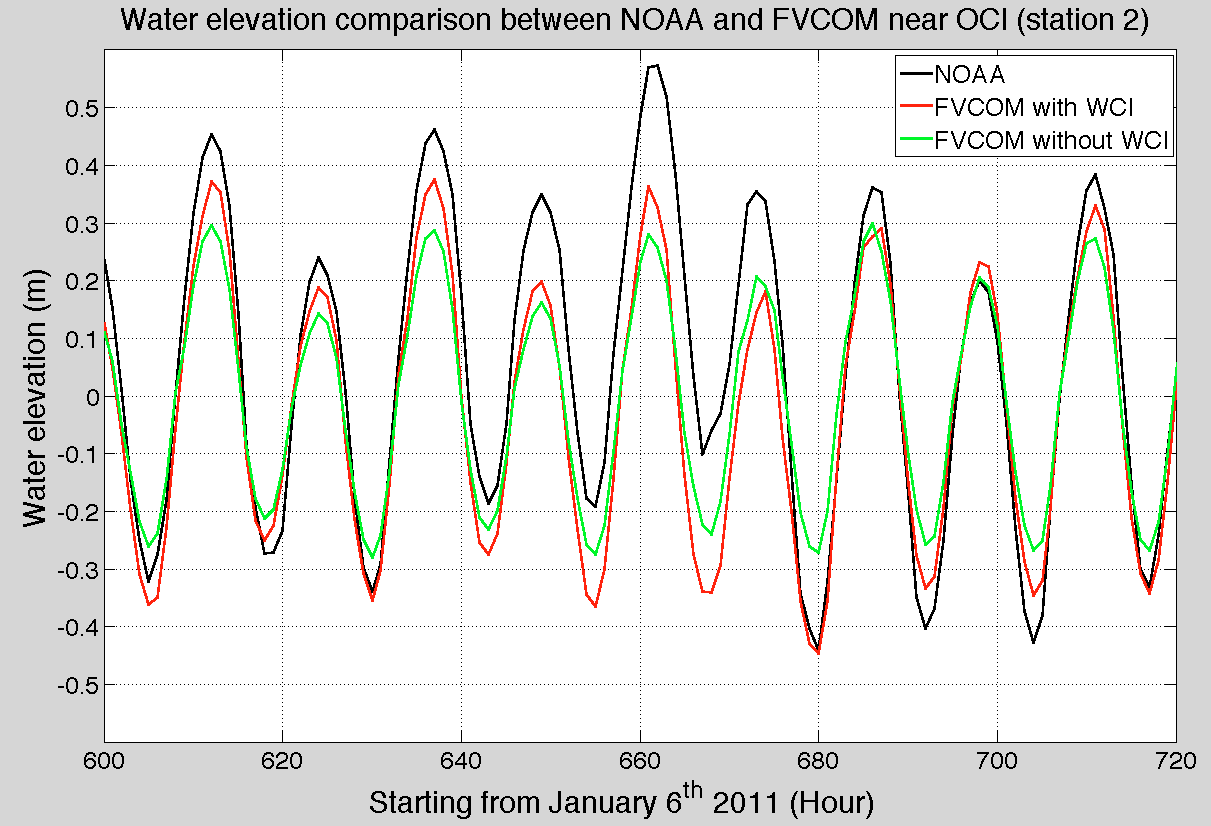 Water elevation comparison between NOAA and FVCOM near OCI (station 2)
NOAA
FVCOM with WCI
FVCOM without WCI
Water elevation (m)
0.5
0.4
0.3
0.2
0.1
0
-0.1
-0.2
-0.3
-0.4
-0.5
600 620 640 660 680 700 720
Starting from January 6th 2011 (Hour)